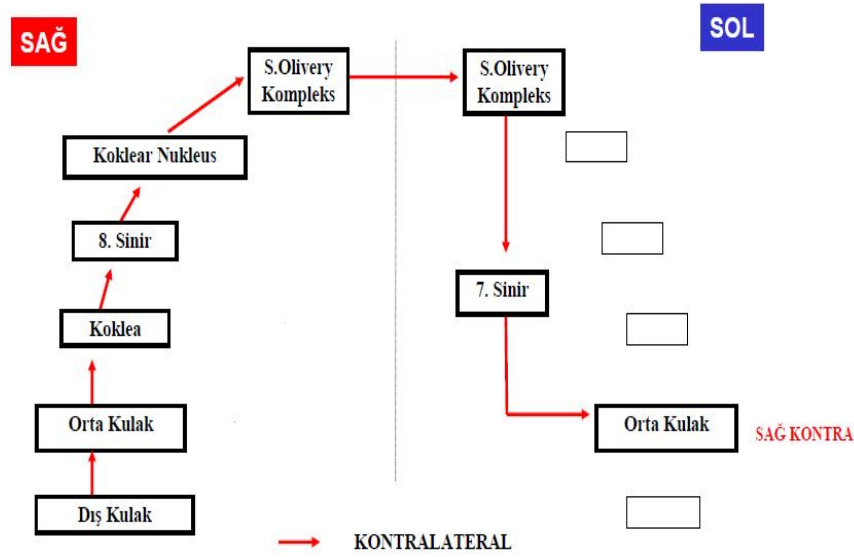 SAĞ
SOL
S.Olivery
Kompleks
S.Olivery
Kompleks
Koklear Nukleus
8. Sinir
7. Sinir
Koklea
Orta Kulak
Orta Kulak
SAĞ KONTRA
Dış Kulak
KONTRALATERAL